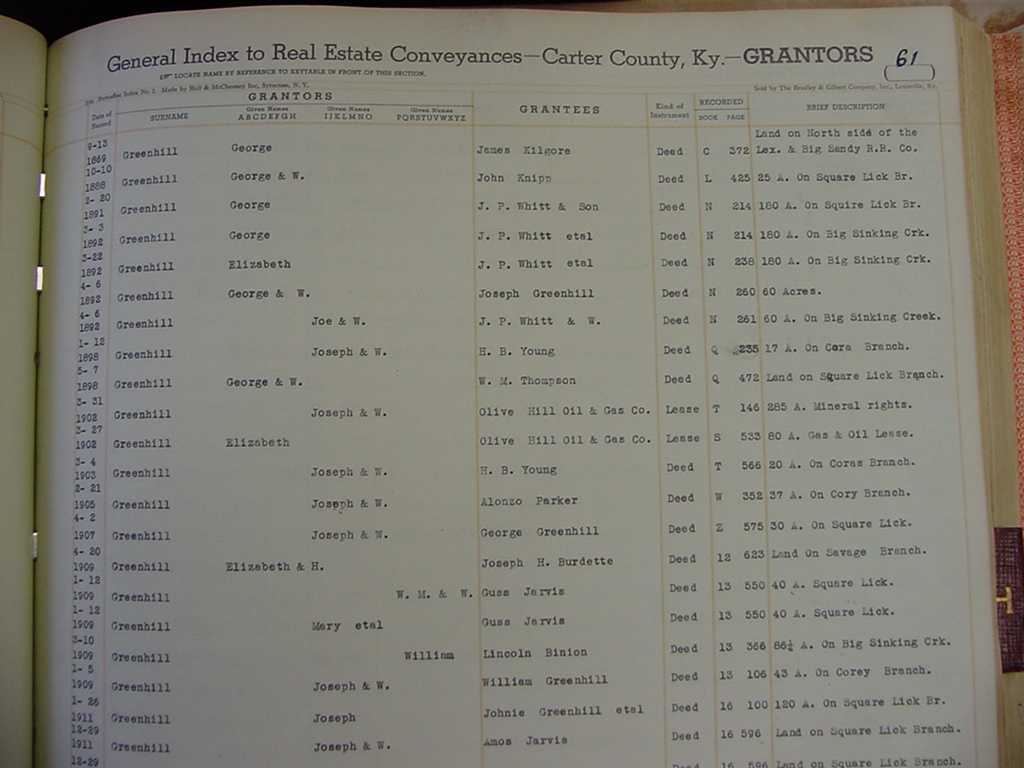 General Index to Real Estate Conveyances—Carter County, Ky.—GRANTORS 61
LOCATE NAME BY REFERENCE TO KEYTABLE IN FRONT OF THIS SECTION.
Index No. 5. Made by Hall & McChesney Inc, Syracuse, N. Y. Sold by The Bradley & Gilbert Company, Inc., Louisville, Ky.
Date of Record GRANTORS SURNAME Given Names ABCDEFGH Given Names IJKLMNO Given Names PQRSTUVWXYZ GRANTEES Kind of Instrument RECORDED BOOK PAGE BRIEF DESCRIPTION
9-13 1869 Greenhill George James Kilgore Deed C 372 Land on North side of the Lex. & Big Sandy R.R. Co.
10-10 1888 Greenhill George & W. John Knipp Deed L 425 25 A. On Square Lick Br.
2- 20 1891 Greenhill George J. P. Whitt & Son Deed N 214 180 A. On Squire Lick Br.
3- 3 1892 Greenhill George J. P. Whitt etal Deed N 214 180 A. On Big Sinking Crk.
3-22 1892 Greenhill Elizabeth J. P. Whitt etal Deed N 238 180 A. On Big Sinking Crk.
4- 6 1892 Greenhill George & W. Joseph Greenhill Deed N 260 60 Acres.
4- 6 1892 Greenhill Joe & W. J. P. Whitt & W. Deed N 261 60 A. On Big Sinking Creek.
1- 12 1898 Greenhill Joseph & W. H. B. Young Deed Q 235 17 A. On Cora Branch.
5- 7 1898 Greenhill George & W. W. M. Thompson Deed Q 472 Land on Square Lick Branch.
3- 31 1902 Greenhill Joseph & W. Olive Hill Oil & Gas Co. Lease T 146 285 A. Mineral rights.
3- 27 1902 Greenhill Elizabeth Olive Hill Oil & Gas Co. Lease S 533 80 A. Gas & Oil Lease.
3- 4 1903 Greenhill Joseph & W. H. B. Young Deed T 566 20 A. On Coras Branch.
2- 21 1905 Greenhill Joseph & W. Alonzo Parker Deed W 352 37 A. On Cory Branch.
4- 2 1907 Greenhill Joseph & W. George Greenhill Deed Z 575 30 A. On Square Lick.
4- 20 1909 Greenhill Elizabeth & H. Joseph H. Burdette Deed 12 623 Land On Savage Branch.
1- 12 1909 Greenhill W. M. & W. Guss Jarvis Deed 13 550 40 A. Square Lick.
1- 12 1909 Greenhill Mary etal Guss Jarvis Deed 13 550 40 A. Square Lick.
3-10 1909 Greenhill William Lincoln Binion Deed 13 366 86½ A. On Big Sinking Crk.
1- 5 1909 Greenhill Joseph & W. William Greenhill Deed 13 106 43 A. On Corey Branch.
1- 26 1911 Greenhill Joseph Johnie Greenhill etal Deed 16 100 120 A. On Square Lick Br.
12-29 1911 Greenhill Joseph & W. Amos Jarvis Deed 16 596 Land on Square Lick Branch.
12-29 Deed 16 596 Land on Square Lick Branch.